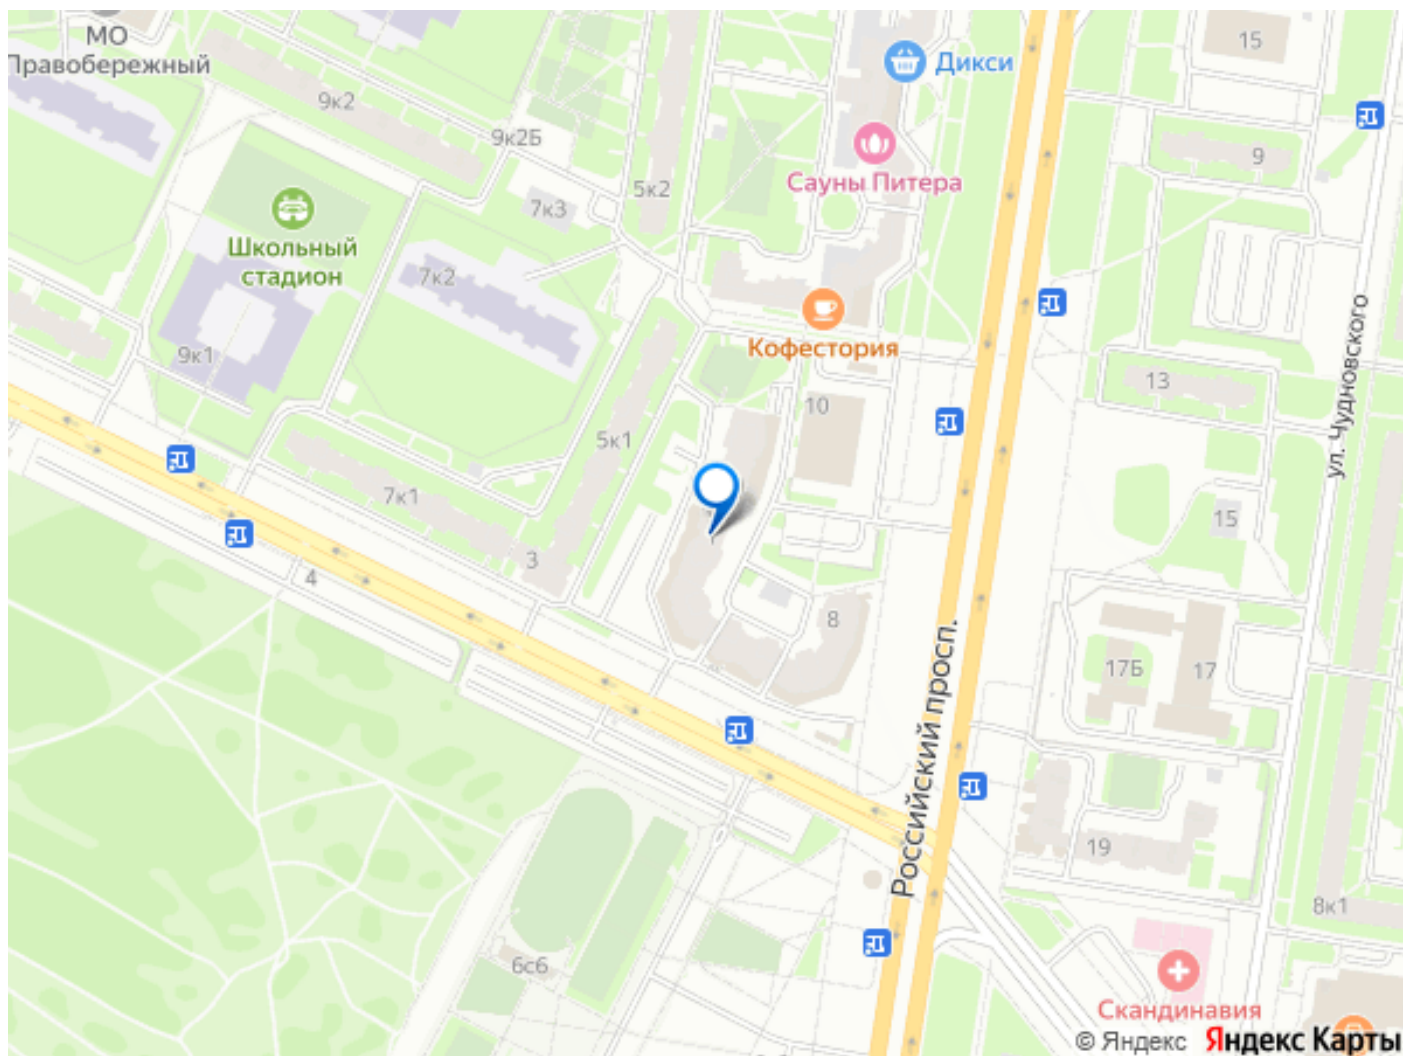 МО
Правобережный
15
Дикси
9к2
9к2Б
Сауны Питера
9
5к2
7к3
Школьный
стадион
7к2
Кофестория
9к1
13
10
ул. Чудновского
5к1
7к1
15
3
4
8
17Б
17
Российский просп.
19
8к1
6с6
Скандинавия
© Яндекс Яндекс Карты